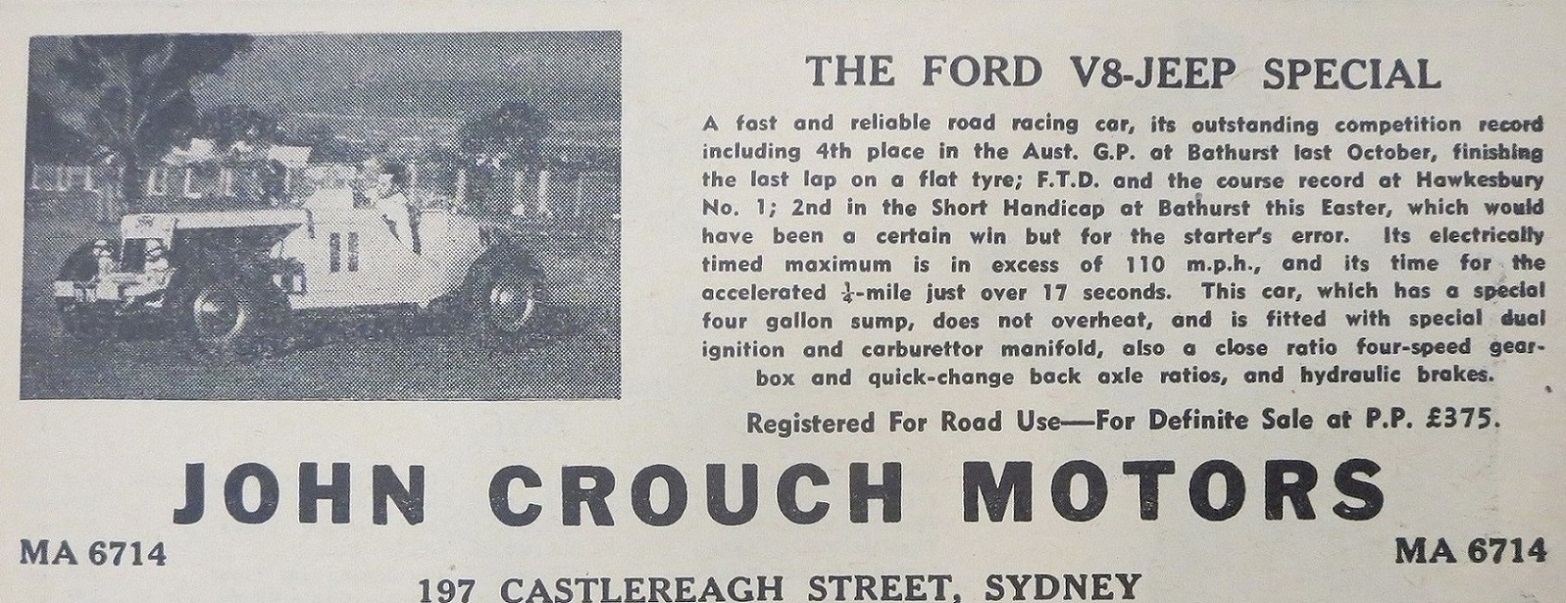 THE FORD V8-JEEP SPECIAL
A fast and reliable road racing car, its outstanding competition record
including 4th place in the Aust. G.P. at Bathurst last October, finishing
the last lap on a flat tyre; F.T.D. and the course record at Hawkesbury
No. 1; 2nd in the Short Handicap at Bathurst this Easter, which would
have been a certain win but for the starter's error. Its electrically
timed maximum is in excess of 110 m.p.h., and its time for the
accelerated ¼-mile just over 17 seconds. This car, which has a special
four gallon sump, does not overheat, and is fitted with special dual
ignition and carburettor manifold, also a close ratio four-speed gear-
box and quick-change back axle ratios, and hydraulic brakes.
Registered For Road Use—For Definite Sale at P.P. £375.
JOHN CROUCH MOTORS
MA 6714
MA 6714
197 CASTLEREAGH STREET, SYDNEY